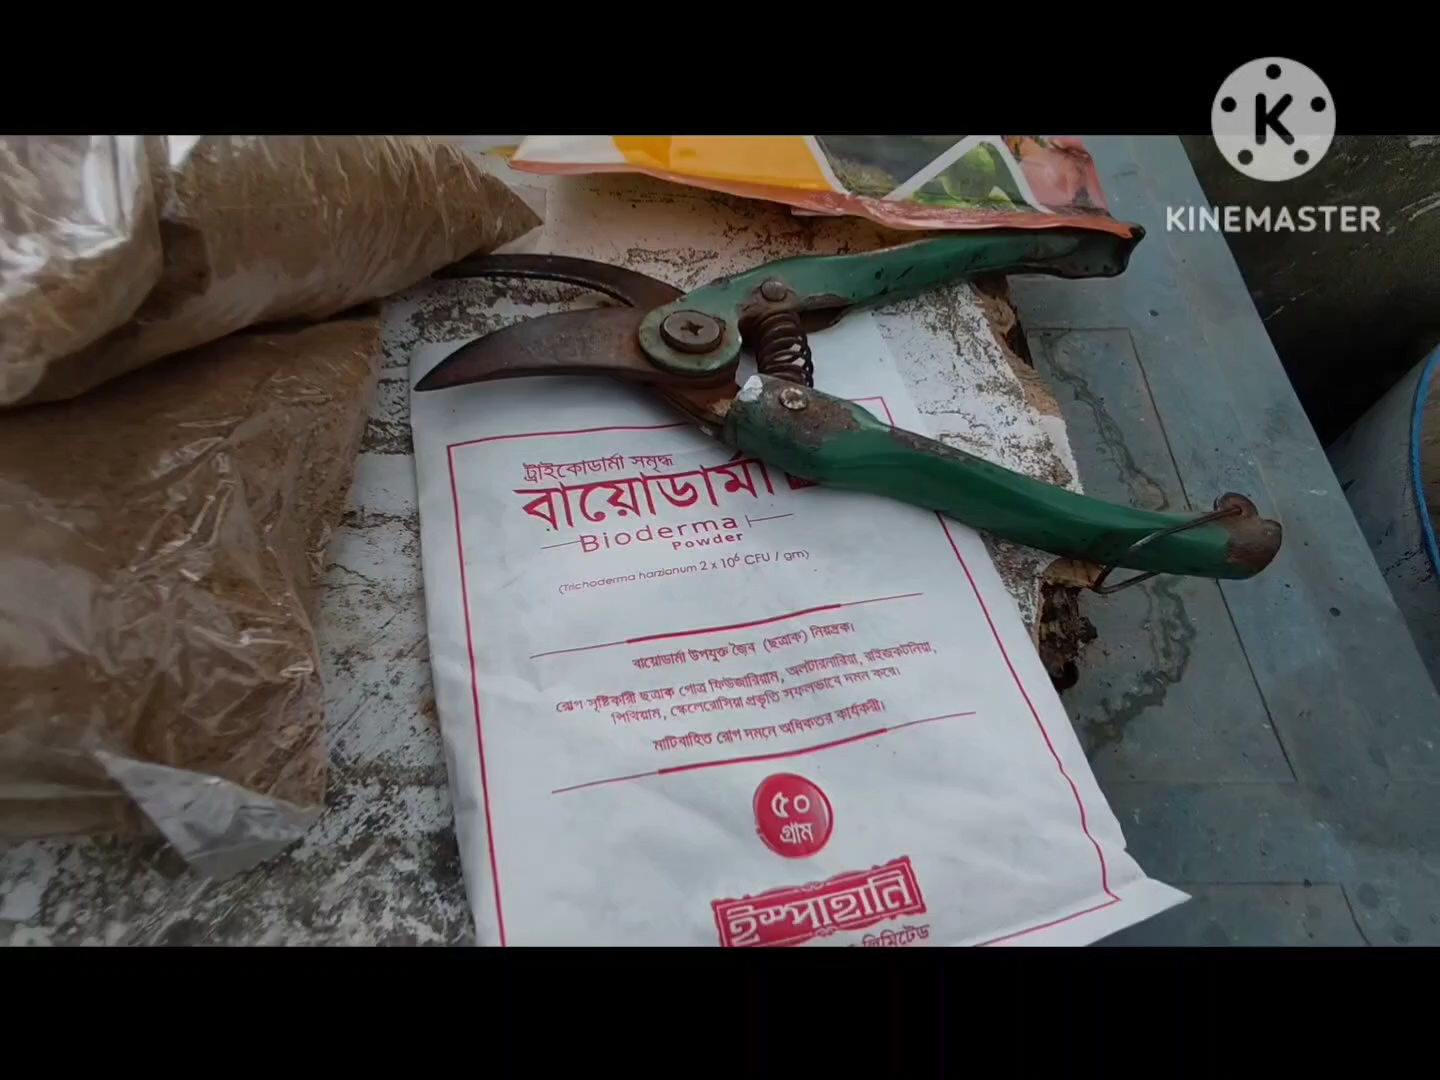 KINEMASTER
ট্রাইকোডার্মা সমৃদ্ধ
বায়োডার্মা
Bioderma
Powder
(Trichoderma harzianum 2 x 10⁶ CFU / gm)
বায়োডার্মা উপযুক্ত জৈব (ছত্রাক) নিয়ন্ত্রক।
রোগ সৃষ্টিকারী ছত্রাক গোত্র ফিউজারিয়াম, অলটারনারিয়া, রাইজকটনিয়া,
পিথিয়াম, স্কেলেরোসিয়া প্রভৃতি সফলভাবে দমন করে।
মাটিবাহিত রোগ দমনে অধিকতর কার্যকরী।
৫০
গ্রাম
ইস্পাহানি
লিমিটেড